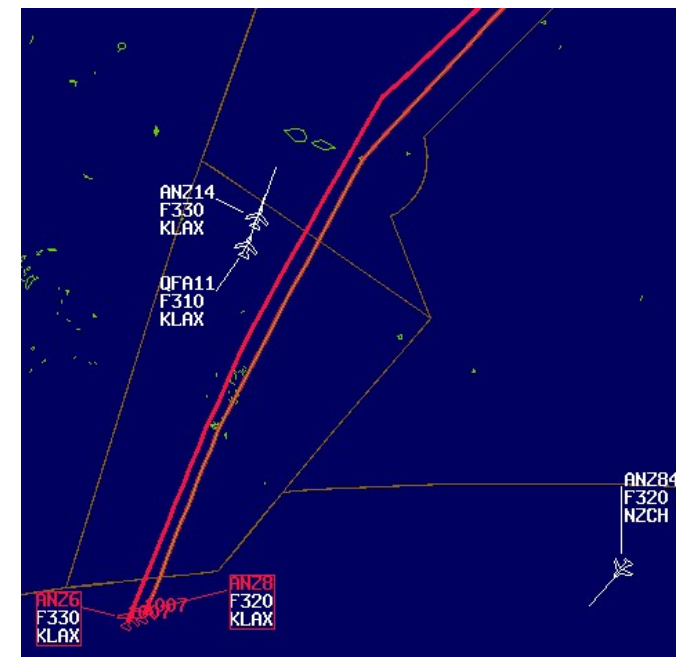 ANZ14
F330
KLAX
QFA11
F310
KLAX
ANZ84
F320
NZCH
ANZ6
F330
KLAX
ANZ8
F320
KLAX